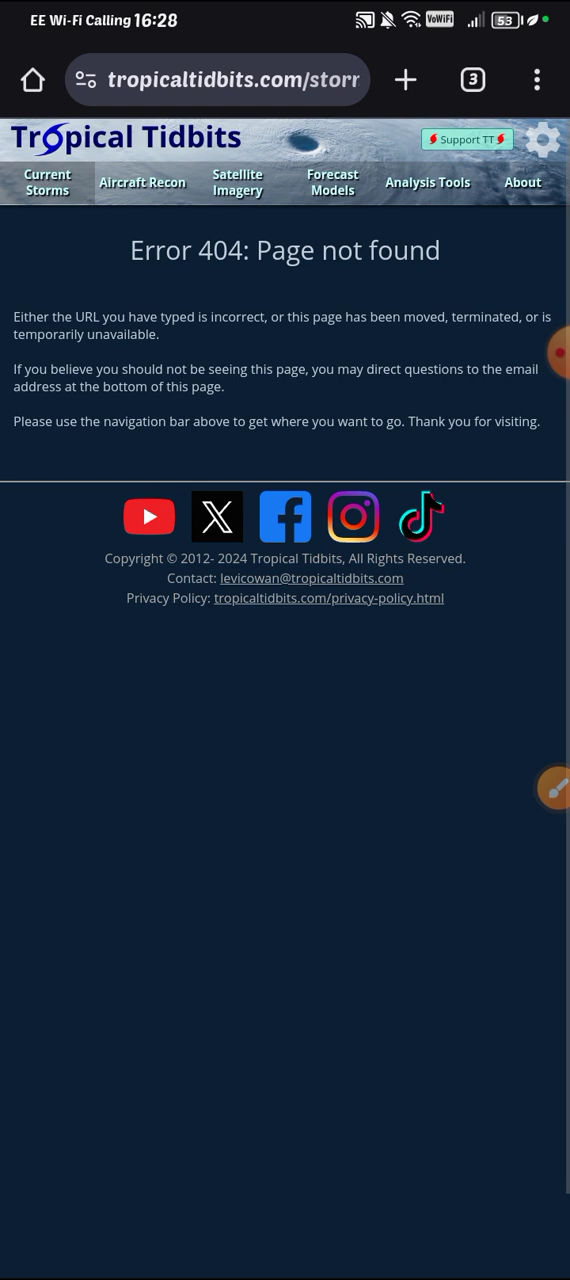 EE Wi-Fi Calling 16:28 VoWiFi 53
tropicaltidbits.com/storr 3
Tropical Tidbits Support TT
Current Storms
Aircraft Recon
Satellite Imagery
Forecast Models
Analysis Tools
About
Error 404: Page not found
Either the URL you have typed is incorrect, or this page has been moved, terminated, or is
temporarily unavailable.
If you believe you should not be seeing this page, you may direct questions to the email
address at the bottom of this page.
Please use the navigation bar above to get where you want to go. Thank you for visiting.
Copyright © 2012- 2024 Tropical Tidbits, All Rights Reserved.
Contact: levicowan@tropicaltidbits.com
Privacy Policy: tropicaltidbits.com/privacy-policy.html